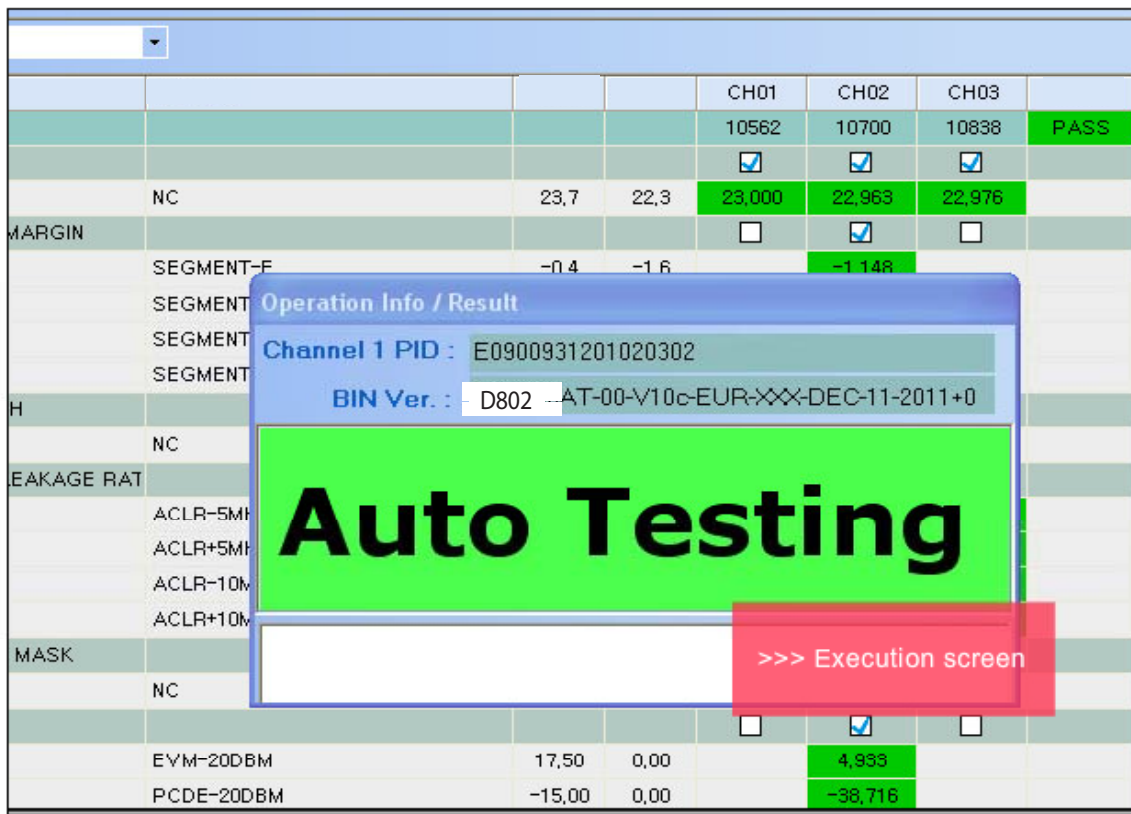 CH01 CH02 CH03
10562 10700 10838 PASS
NC 23,7 22,3 23,000 22,963 22,976
MARGIN
SEGMENT-F -0,4 -1,6 -1,148
SEGMENT
SEGMENT
SEGMENT
Operation Info / Result
Channel 1 PID : E0900931201020302
BIN Ver. : D802 AT-00-V10c-EUR-XXX-DEC-11-2011+0
H
NC
LEAKAGE RAT
Auto Testing
ACLR-5MH
ACLR+5MH
ACLR-10M
ACLR+10M
MASK
>>> Execution screen
NC
EVM-20DBM 17,50 0,00 4,933
PCDE-20DBM -15,00 0,00 -38,716